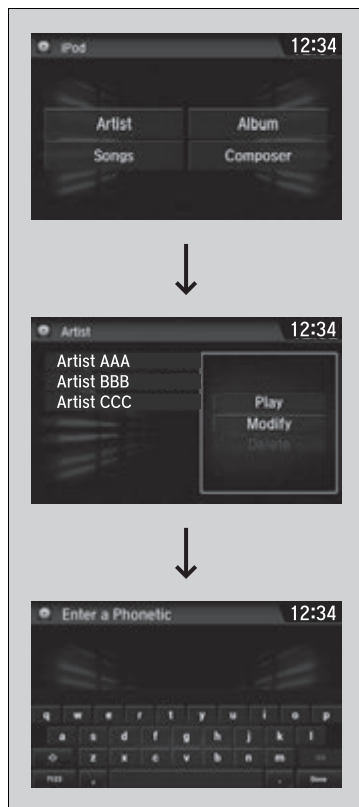 iPod 12:34
Artist Album
Songs Composer
Artist 12:34
Artist AAA
Artist BBB
Artist CCC
Play
Modify
Delete
Enter a Phonetic 12:34
q w e r t y u i o p
a s d f g h j k l
z x c v b n m
?123 , . Done